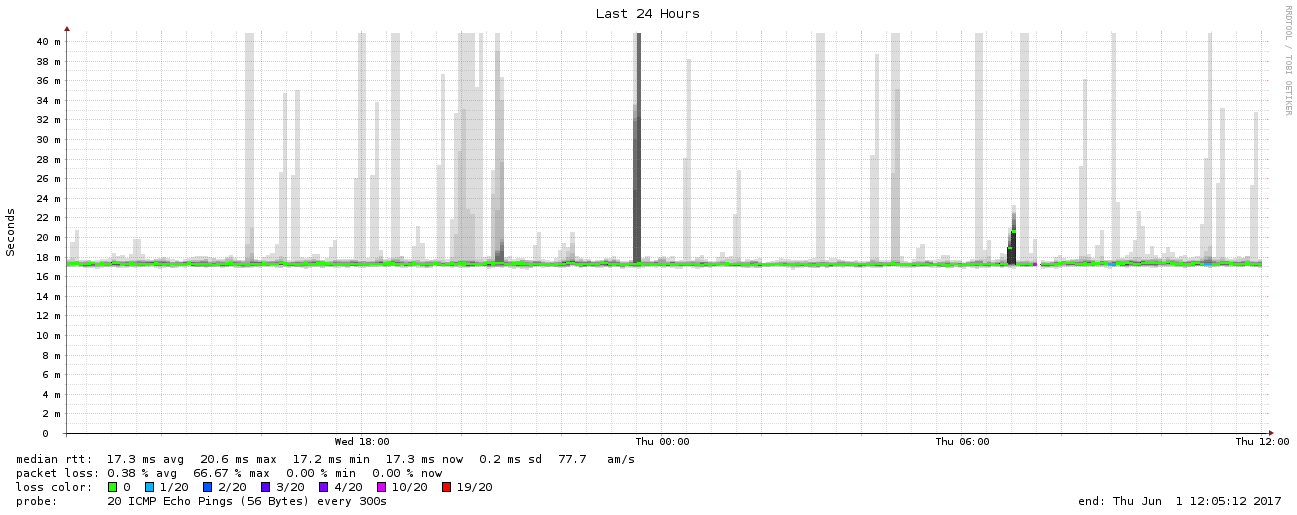 Last 24 Hours
RRDTOOL / TOBI OETIKER
Seconds
40 m
38 m
36 m
34 m
32 m
30 m
28 m
26 m
24 m
22 m
20 m
18 m
16 m
14 m
12 m
10 m
8 m
6 m
4 m
2 m
0
Wed 18:00 Thu 00:00 Thu 06:00 Thu 12:00
median rtt: 17.3 ms avg 20.6 ms max 17.2 ms min 17.3 ms now 0.2 ms sd 77.7 am/s
packet loss: 0.38 % avg 66.67 % max 0.00 % min 0.00 % now
loss color: 0 1/20 2/20 3/20 4/20 10/20 19/20
probe: 20 ICMP Echo Pings (56 Bytes) every 300s end: Thu Jun 1 12:05:12 2017